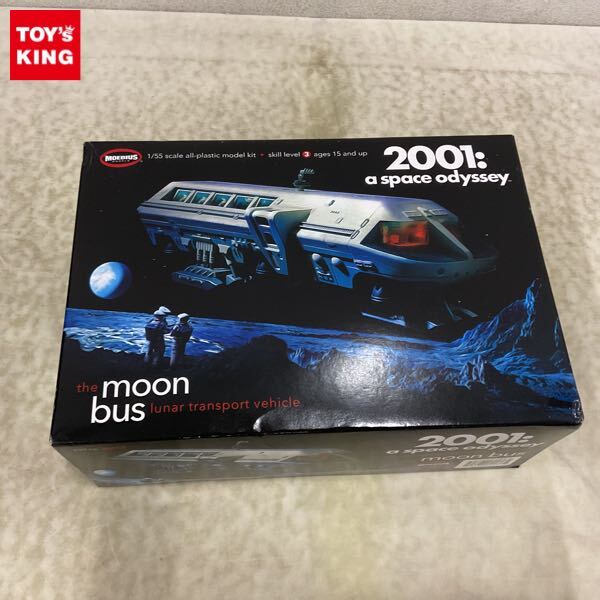 TOY'S
KING
MOEBIUS
1/55 scale all-plastic model kit • skill level 3 ages 15 and up
2001:
a space odyssey
the moon
bus lunar transport vehicle
2001:
a space odyssey
moon bus